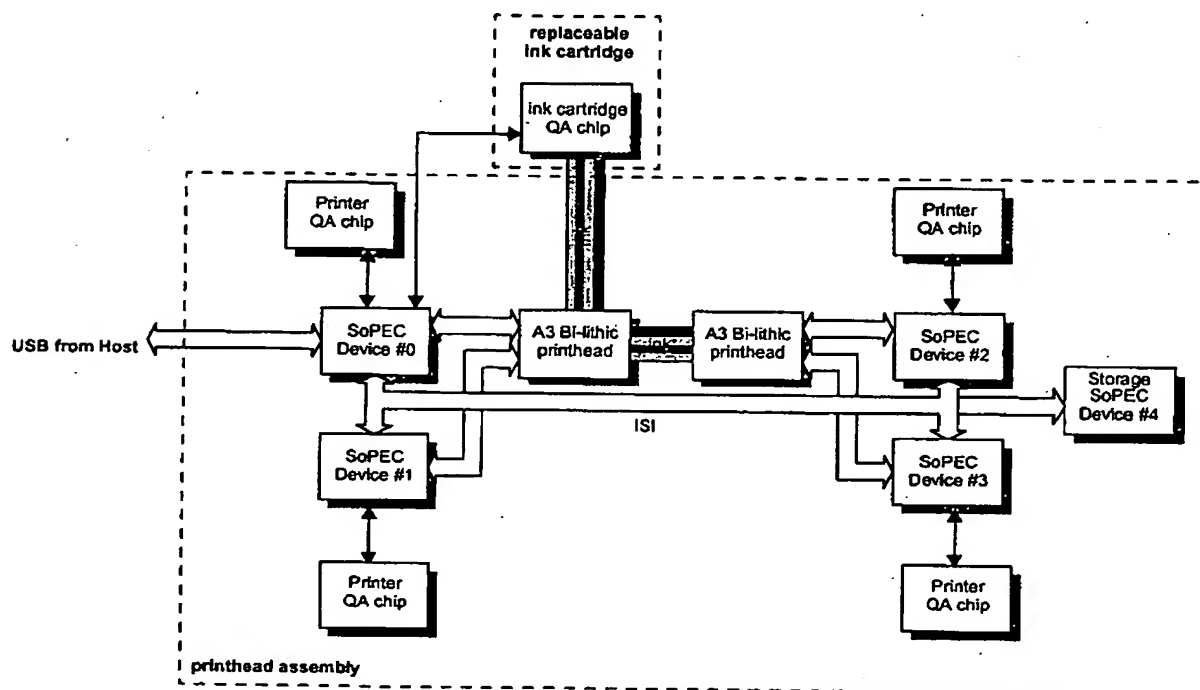 replaceable
ink cartridge
ink cartridge
QA chip
Printer
QA chip
Printer
QA chip
USB from Host
SoPEC
Device #0
A3 Bi-lithic
printhead
ink
A3 Bi-lithic
printhead
SoPEC
Device #2
Storage
SoPEC
Device #4
ISI
SoPEC
Device #1
SoPEC
Device #3
Printer
QA chip
Printer
QA chip
printhead assembly